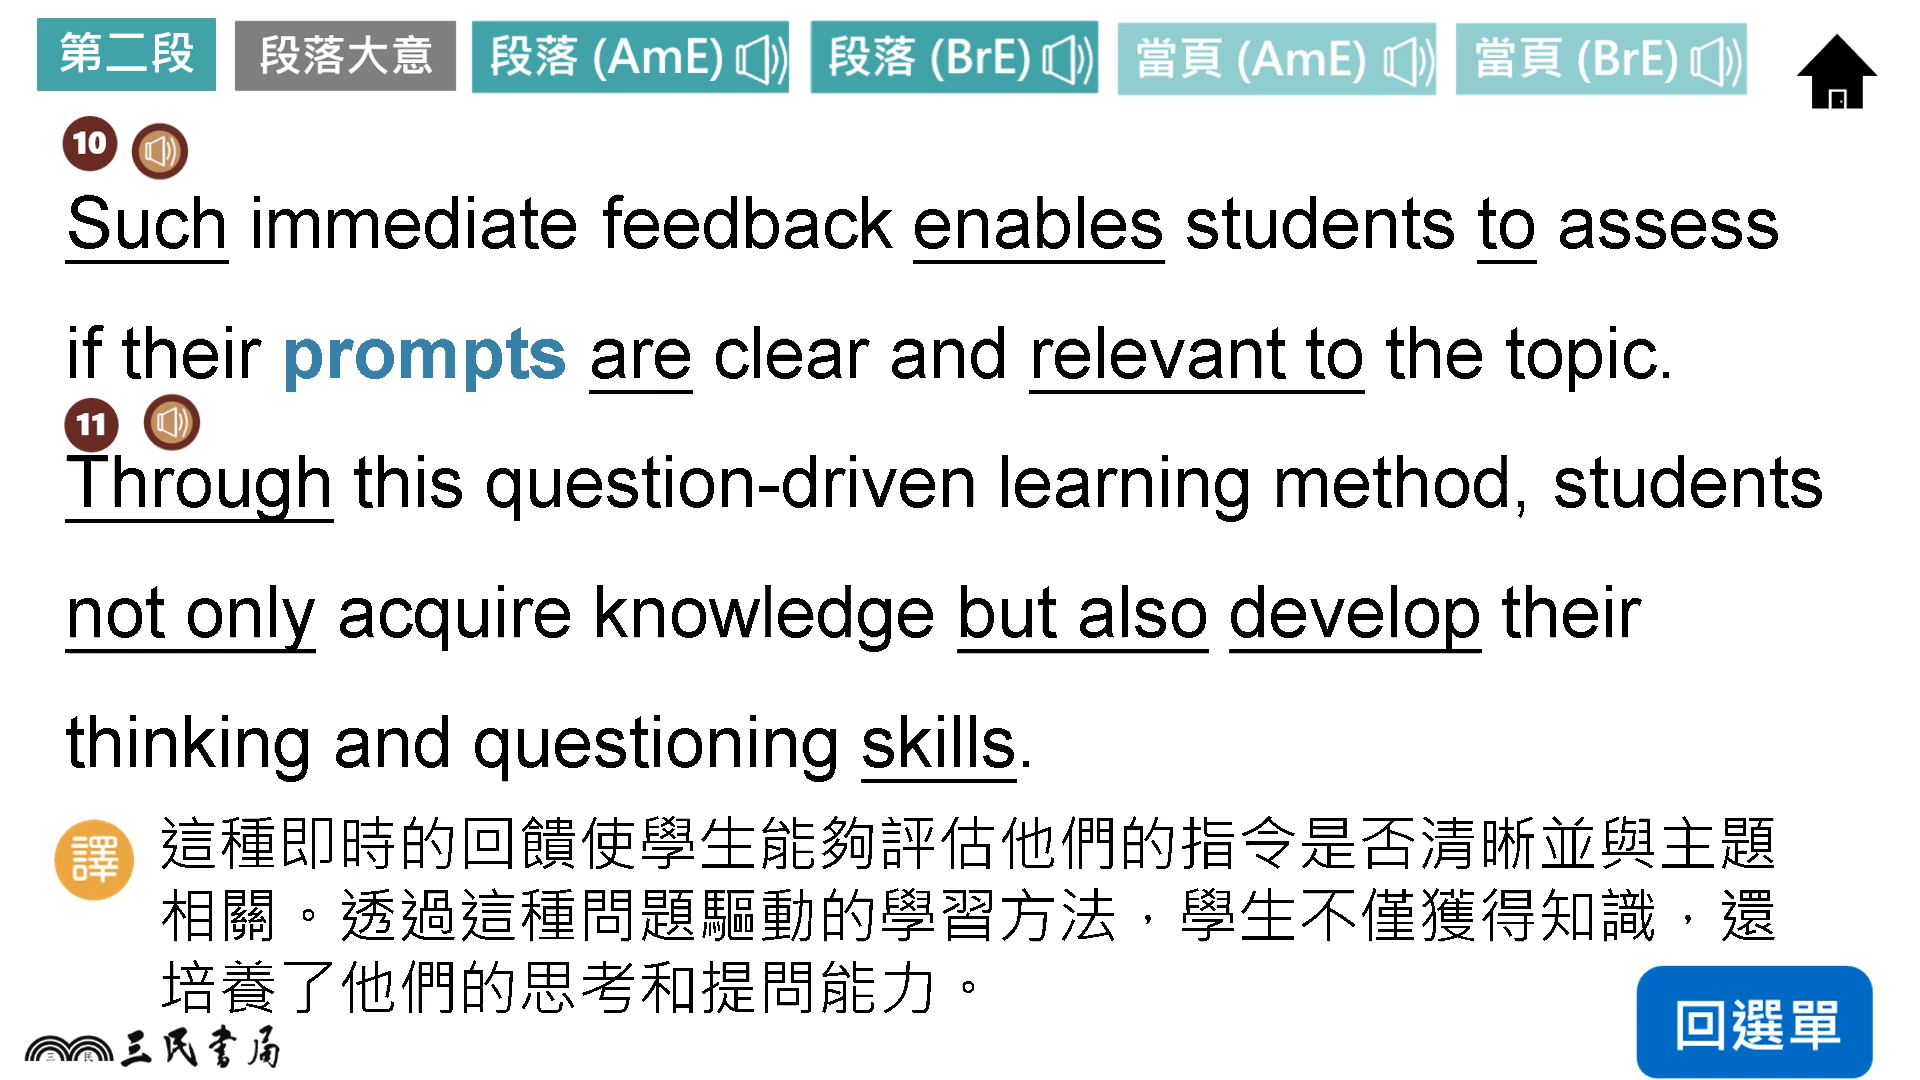 第二段 段落大意 段落 (AmE) 段落 (BrE) 當頁 (AmE) 當頁 (BrE)
10
Such immediate feedback enables students to assess
if their prompts are clear and relevant to the topic.
11
Through this question-driven learning method, students
not only acquire knowledge but also develop their
thinking and questioning skills.
譯 這種即時的回饋使學生能夠評估他們的指令是否清晰並與主題
相關。透過這種問題驅動的學習方法，學生不僅獲得知識，還
培養了他們的思考和提問能力。
回選單
三民 三民書局